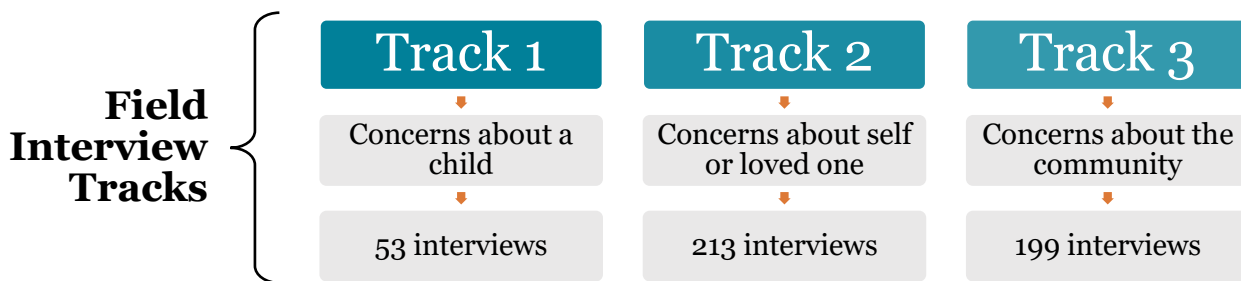 Field
Interview
Tracks
Track 1
Concerns about a
child
53 interviews
Track 2
Concerns about self
or loved one
213 interviews
Track 3
Concerns about the
community
199 interviews